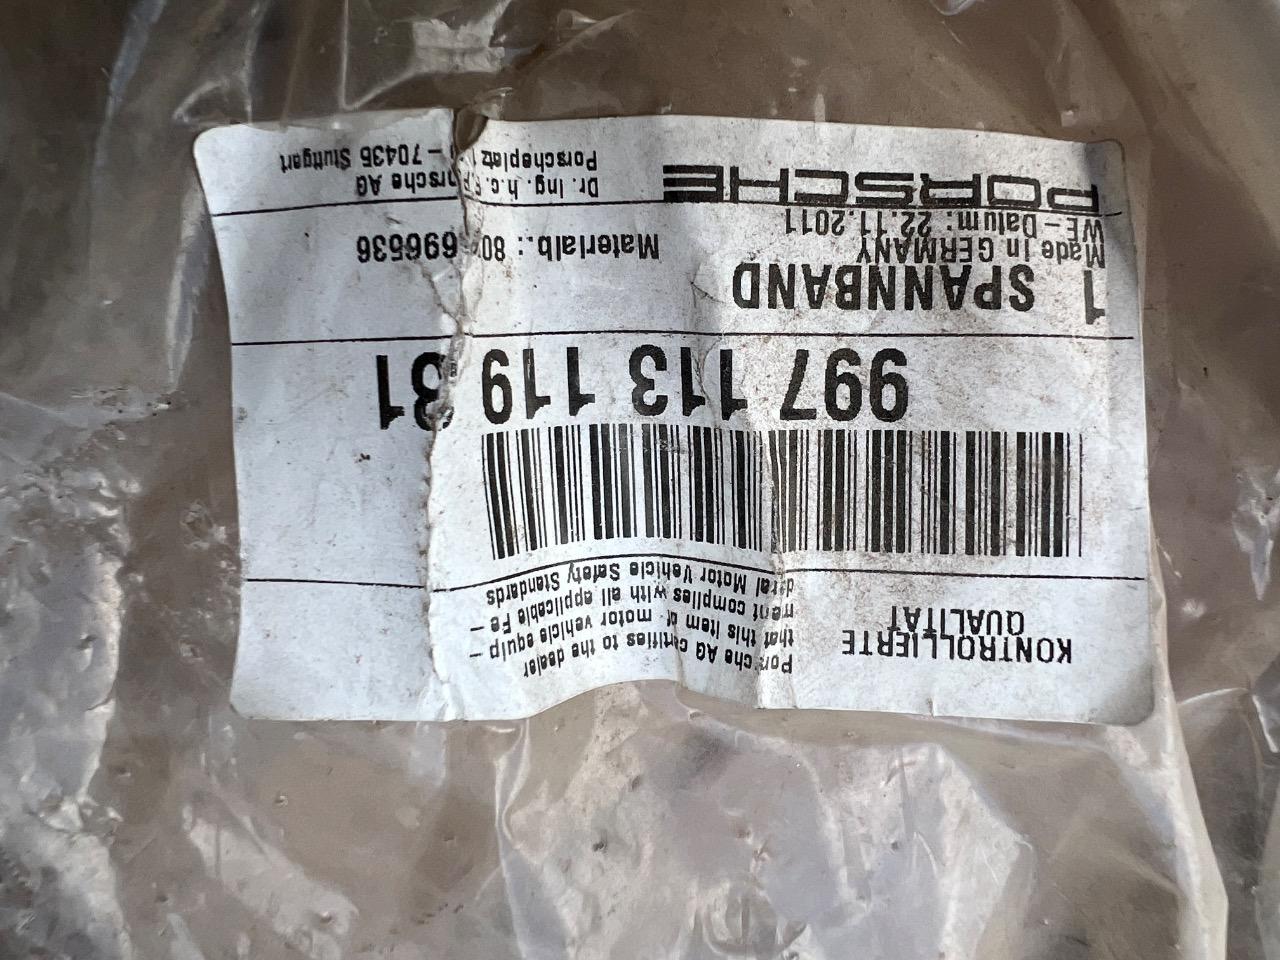 PORSCHE
Dr. Ing. h.c. F.
Porscheplatz
70435 Stuttgart
WE-Datum: 22.11.2011
Made in GERMANY
Materialb.: 696536
1 SPANNBAND
997 113 119
KONTROLLIERTE
QUALITÄT
AG certifies to the dealer
that this item of motor vehicle equip-
ment complies with all applicable Fe-
deral Motor Vehicle Safety Standards